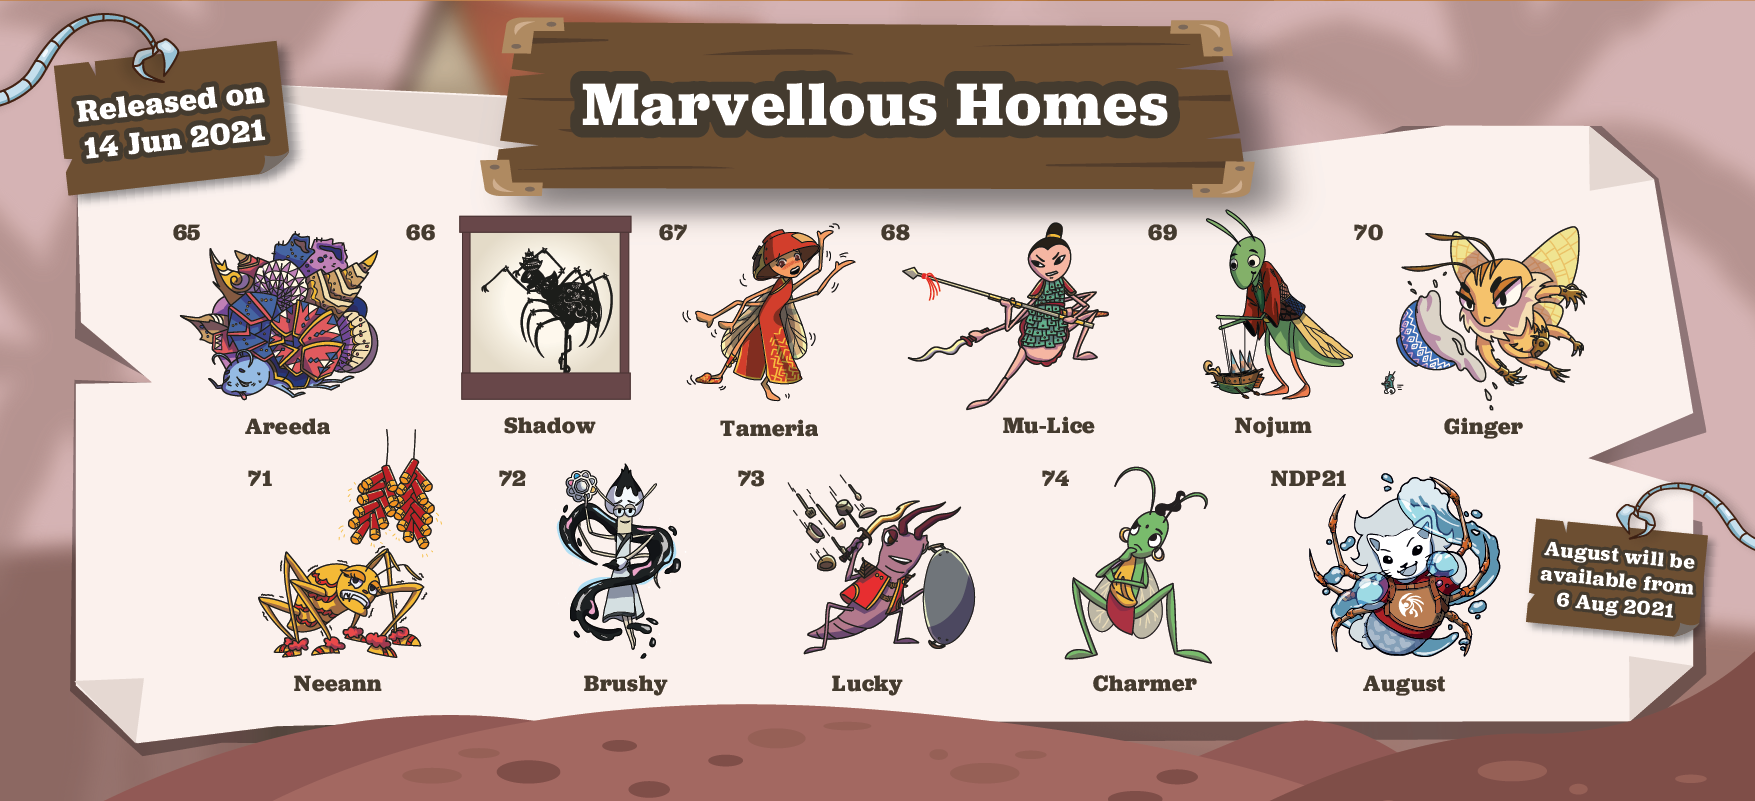 Released on
14 Jun 2021
Marvellous Homes
65
66
67
68
69
70
Areeda
Shadow
Tameria
Mu-Lice
Nojum
Ginger
71
72
73
74
NDP21
Neeann
Brushy
Lucky
Charmer
August
August will be
available from
6 Aug 2021